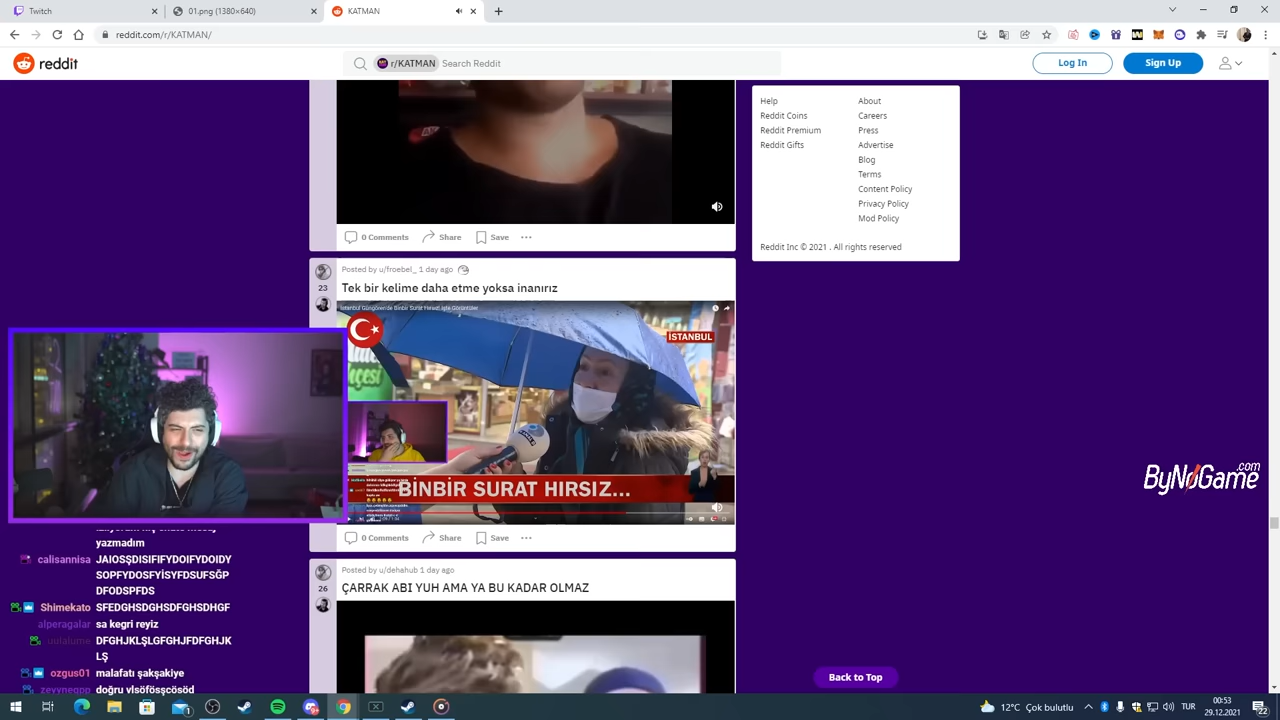 Twitch
01.png (1380×640)
KATMAN
reddit.com/r/KATMAN/
reddit
r/KATMAN
Search Reddit
Log In
Sign Up
0 Comments
Share
Save
Posted by u/froebel_ 1 day ago
23
Tek bir kelime daha etme yoksa inanırız
İSTANBUL
BİNBİR SURAT HIRSIZ...
0 Comments
Share
Save
Posted by u/dehahub 1 day ago
26
ÇARRAK ABI YUH AMA YA BU KADAR OLMAZ
Help
Reddit Coins
Reddit Premium
Reddit Gifts
About
Careers
Press
Advertise
Blog
Terms
Content Policy
Privacy Policy
Mod Policy
Reddit Inc © 2021 . All rights reserved
ByNoGame.com
yazmadım
calisannisa JAIOSŞDISIFIFYDOIFYDOIDY
SOPFYDOSFYİSYFDSUFSĞP
DFODSPFDS
Shimekato SFEDGHSDGHSDFGHSDHGF
alperagalar sa kegri reyiz
uulalume DFGHJKLŞLGFGHJFDFGHJK
LŞ
ozgus01 malafatı şakşakiye
zeyynepp doğru ylsöföşçösöd
Back to Top
12°C Çok bulutlu
TUR
00:53
29.12.2021
22